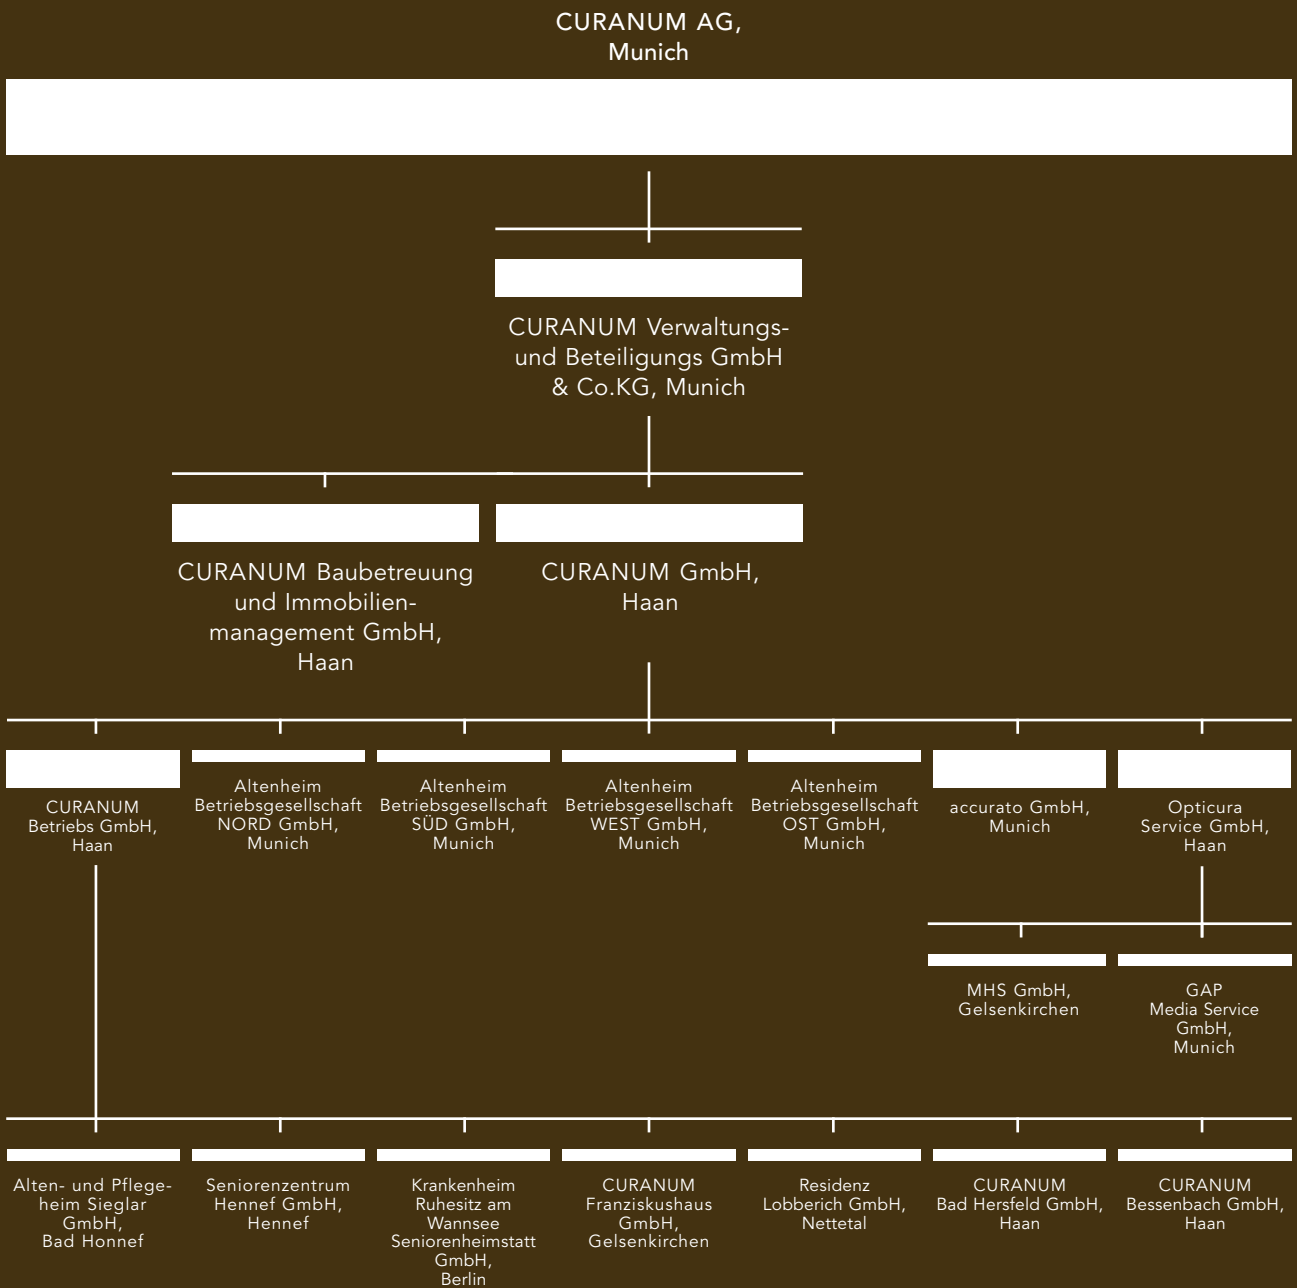 CURANUM AG,
Munich
CURANUM Verwaltungs-
und Beteiligungs GmbH
& Co.KG, Munich
CURANUM Baubetreuung
und Immobilien-
management GmbH,
Haan
CURANUM GmbH,
Haan
CURANUM
Betriebs GmbH,
Haan
Altenheim
Betriebsgesellschaft
NORD GmbH,
Munich
Altenheim
Betriebsgesellschaft
SÜD GmbH,
Munich
Altenheim
Betriebsgesellschaft
WEST GmbH,
Munich
Altenheim
Betriebsgesellschaft
OST GmbH,
Munich
accurato GmbH,
Munich
Opticura
Service GmbH,
Haan
MHS GmbH,
Gelsenkirchen
GAP
Media Service
GmbH,
Munich
Alten- und Pflege-
heim Sieglar
GmbH,
Bad Honnef
Seniorenzentrum
Hennef GmbH,
Hennef
Krankenheim
Ruhesitz am
Wannsee
Seniorenheimstatt
GmbH,
Berlin
CURANUM
Franziskushaus
GmbH,
Gelsenkirchen
Residenz
Lobberich GmbH,
Nettetal
CURANUM
Bad Hersfeld GmbH,
Haan
CURANUM
Bessenbach GmbH,
Haan